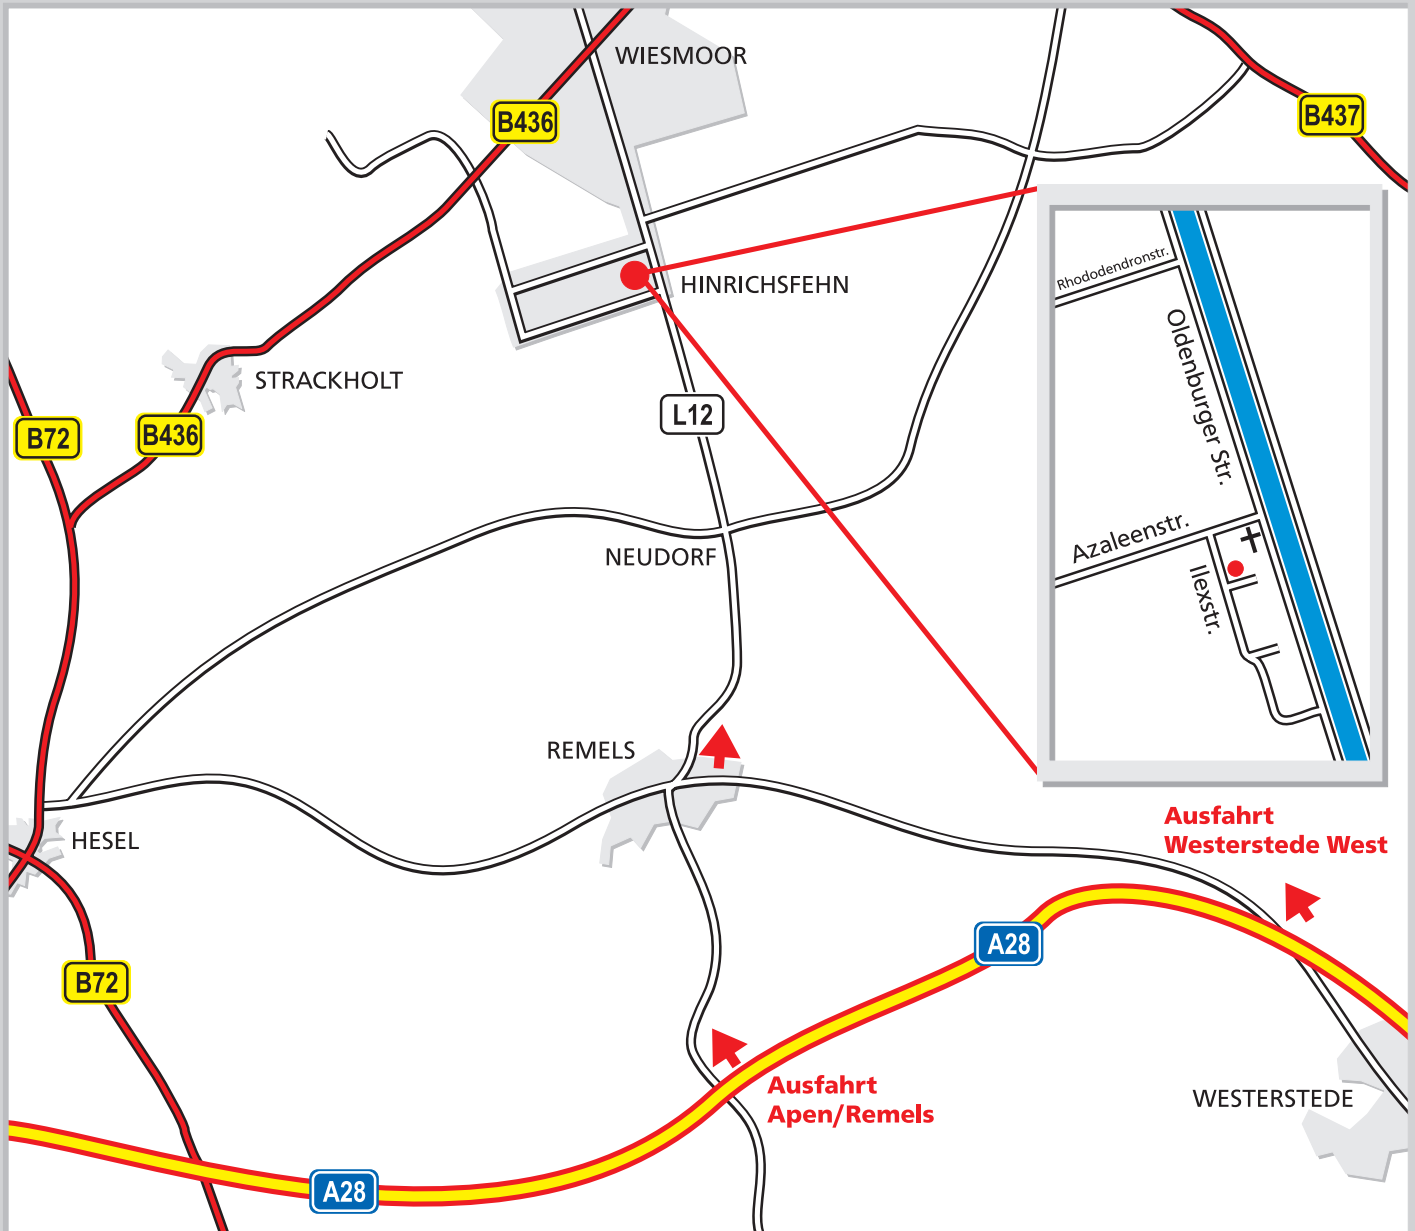 WIESMOOR
B436
B437
Rhododendronstr.
HINRICHSFEHN
Oldenburger Str.
STRACKHOLT
L12
B72
B436
Azaleenstr.
NEUDORF
Ilexstr.
REMELS
Ausfahrt
Westerstede West
HESEL
A28
B72
Ausfahrt
Apen/Remels
WESTERSTEDE
A28